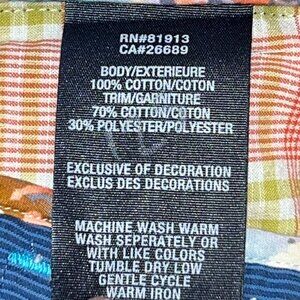 RN#81913
CA#26689
BODY/EXTERIEURE
100% COTTON/COTON
TRIM/GARNITURE
70% COTTON/COTON
30% POLYESTER/POLYESTER
EXCLUSIVE OF DECORATION
EXCLUS DES DECORATIONS
MACHINE WASH WARM
WASH SEPERATELY OR
WITH LIKE COLORS
TUMBLE DRY LOW
GENTLE CYCLE
WARM IRON